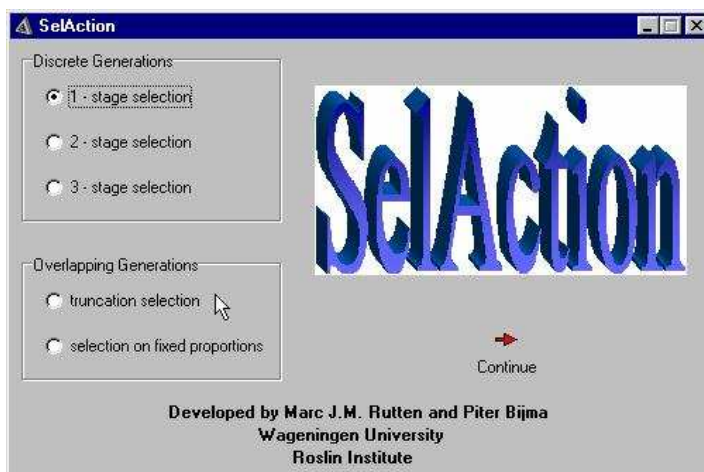 SelAction
Discrete Generations
1 - stage selection
2 - stage selection
3 - stage selection
SelAction
Overlapping Generations
truncation selection
selection on fixed proportions
Continue
Developed by Marc J.M. Rutten and Piter Bijma
Wageningen University
Roslin Institute